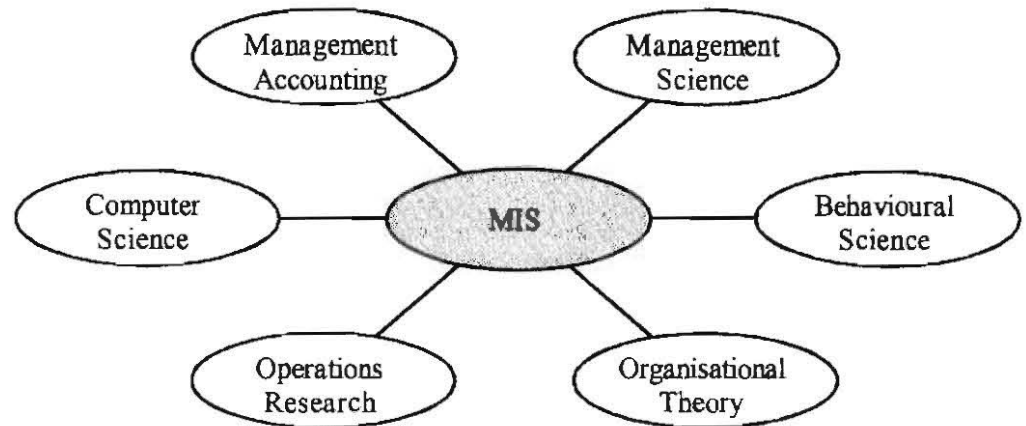 Management
Accounting
Management
Science
Computer
Science
MIS
Behavioural
Science
Operations
Research
Organisational
Theory